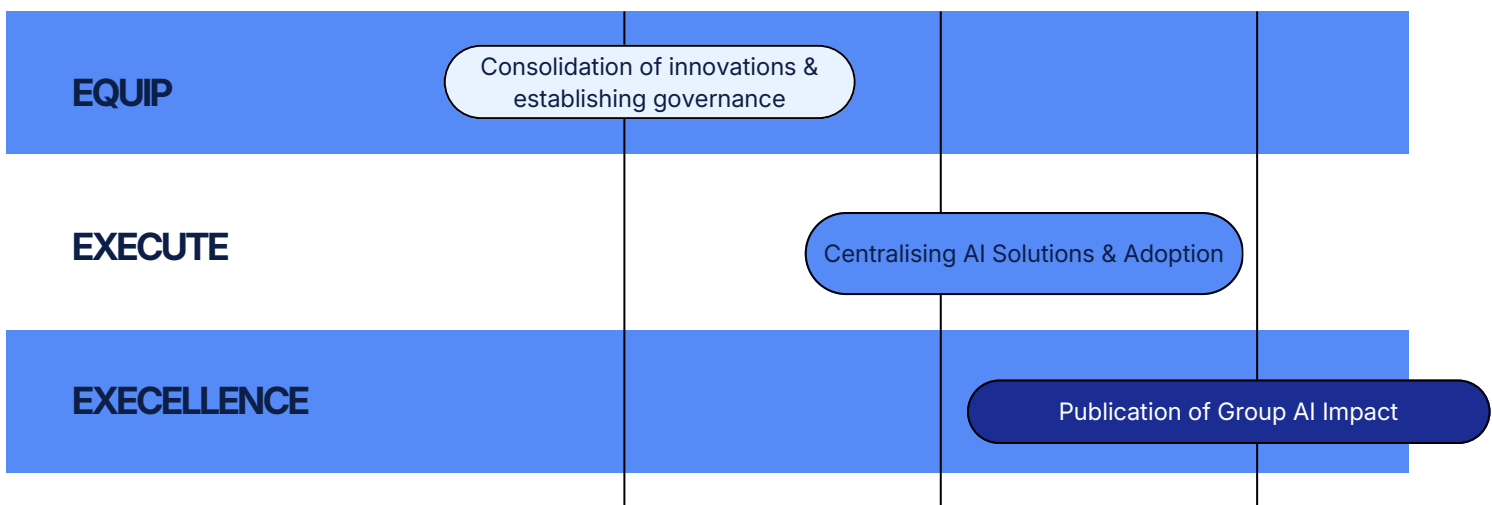 EQUIP
Consolidation of innovations &
establishing governance
EXECUTE
Centralising AI Solutions & Adoption
EXECELLENCE
Publication of Group AI Impact